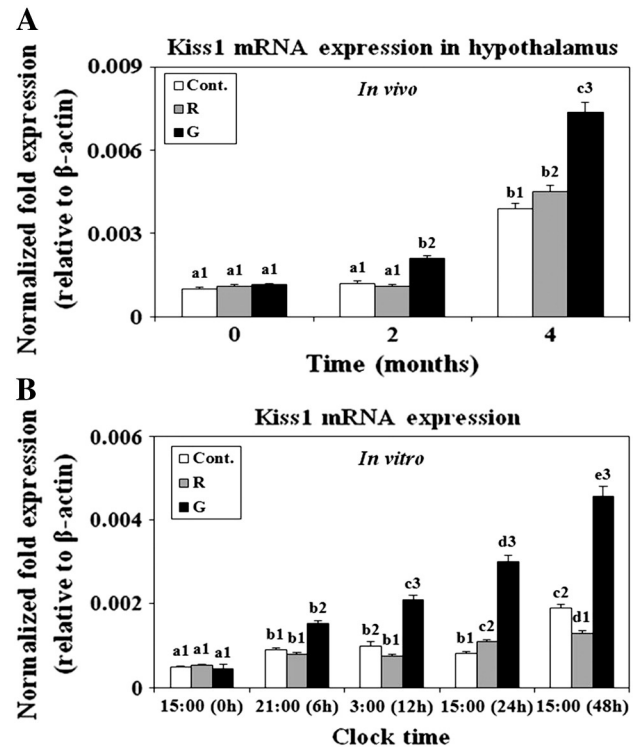 A
Kiss1 mRNA expression in hypothalamus
Normalized fold expression
(relative to β-actin)
0.009
0.006
0.003
0
Cont.
R
G
In vivo
a1 a1 a1
a1 a1 b2
b1 b2 c3
0 2 4
Time (months)
B
Kiss1 mRNA expression
Normalized fold expression
(relative to β-actin)
0.006
0.004
0.002
0
Cont.
R
G
In vitro
a1 a1 a1
b1 b1 b2
b2 b1 c3
b1 c2 d3
c2 d1 e3
15:00 (0h) 21:00 (6h) 3:00 (12h) 15:00 (24h) 15:00 (48h)
Clock time